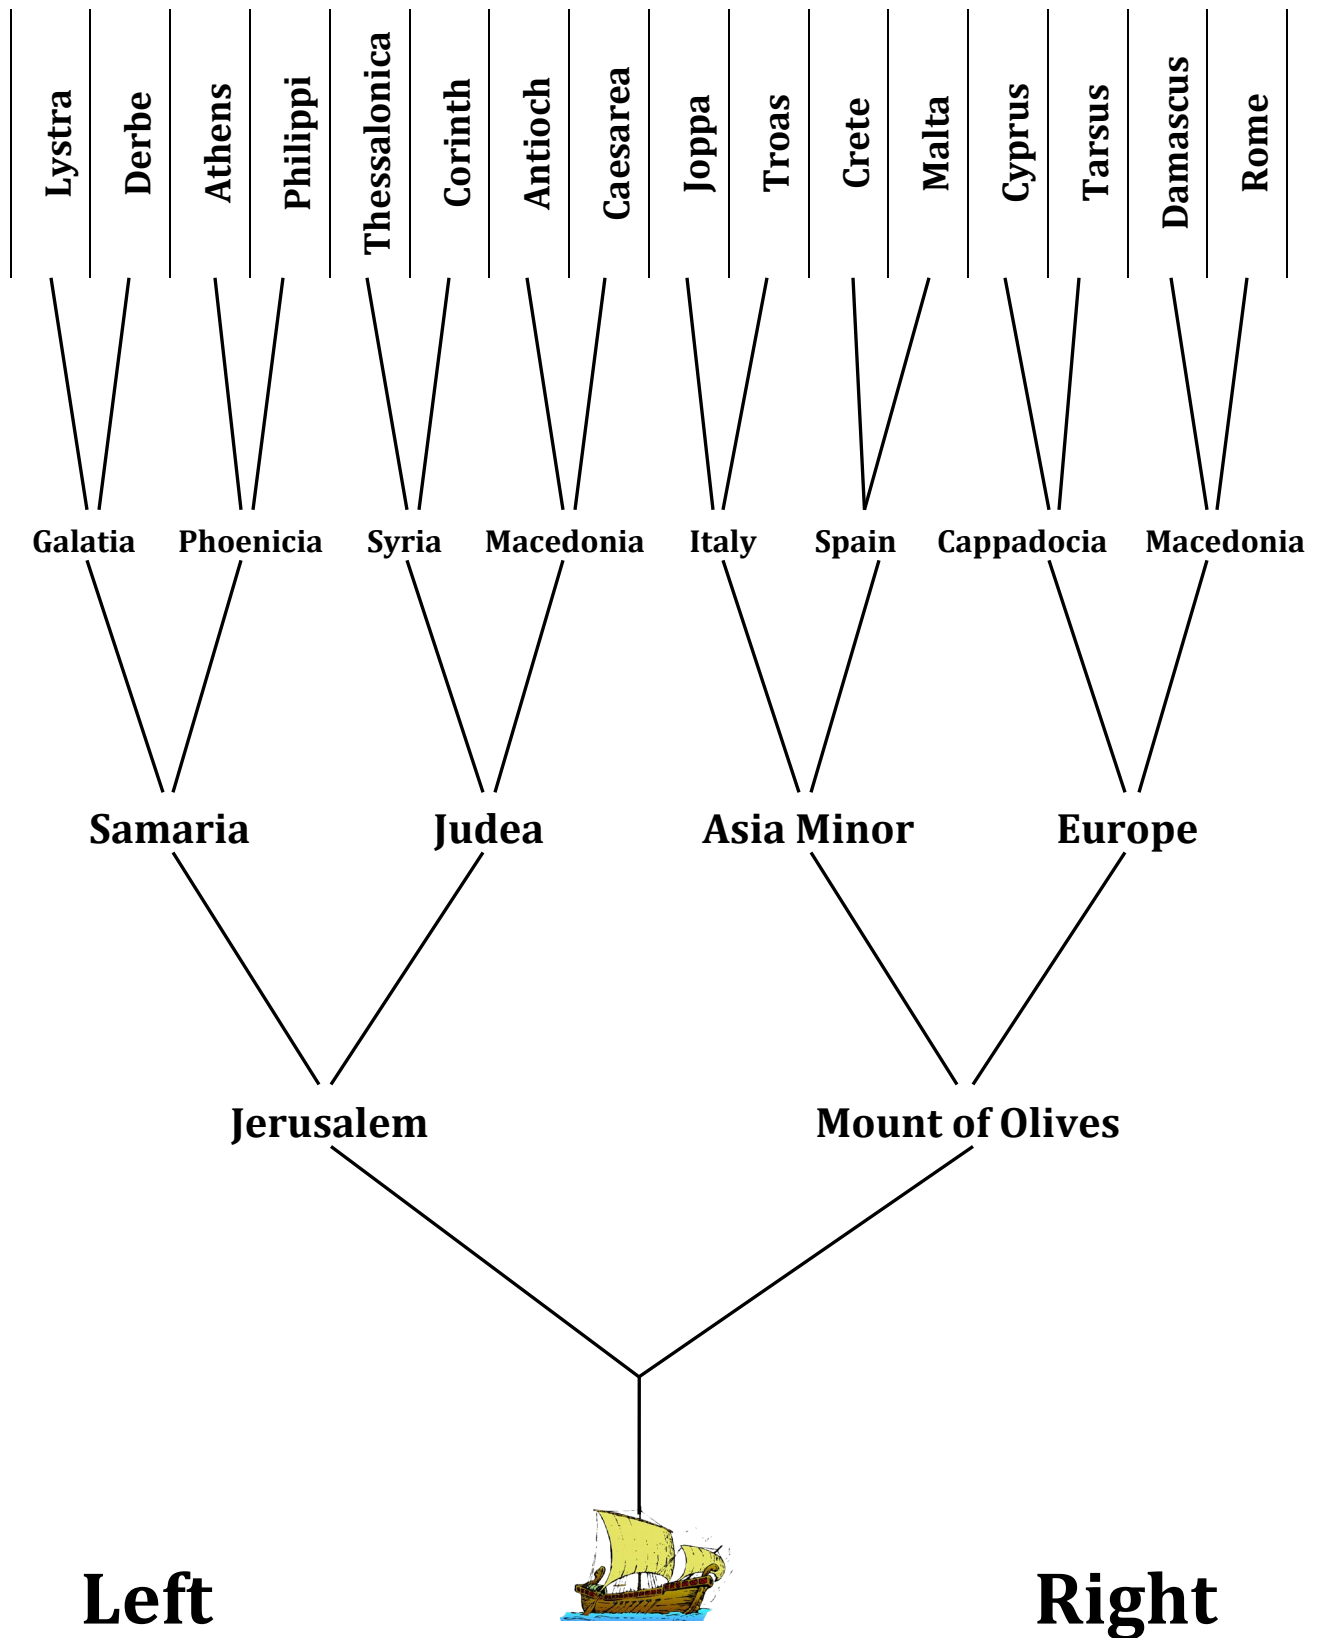 Lystra
Derbe
Athens
Philippi
Thessalonica
Corinth
Antioch
Caesarea
Joppa
Troas
Crete
Malta
Cyprus
Tarsus
Damascus
Rome
Galatia Phoenicia Syria Macedonia Italy Spain Cappadocia Macedonia
Samaria Judea Asia Minor Europe
Jerusalem Mount of Olives
Left Right